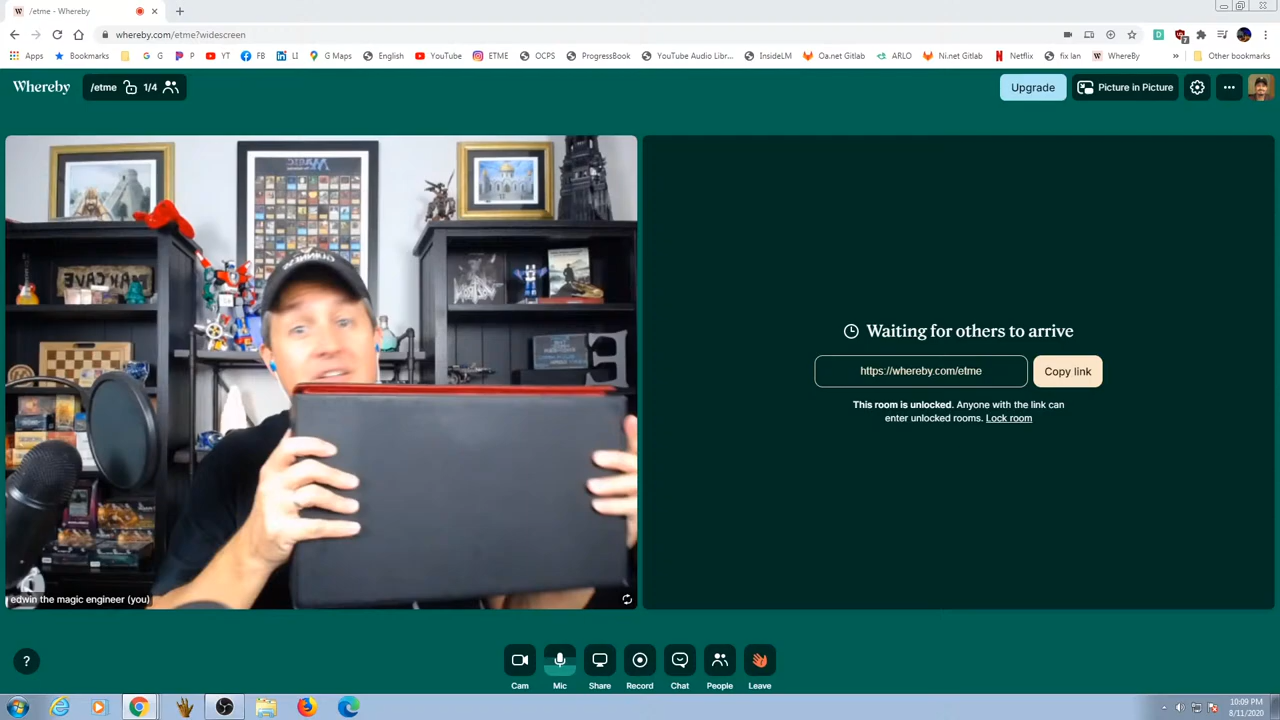 /etme - Whereby
whereby.com/etme?widescreen
Apps Bookmarks G G P YT FB LI G Maps English YouTube ETME OCPS ProgressBook YouTube Audio Libr... InsideLM Oa.net Gitlab ARLO Ni.net Gitlab Netflix fix lan WhereBy » Other bookmarks
Whereby /etme 1/4 Upgrade Picture in Picture
MAGIC
MAN CAVE
GUINNESS
Waiting for others to arrive
https://whereby.com/etme Copy link
This room is unlocked. Anyone with the link can
enter unlocked rooms. Lock room
edwin the magic engineer (you)
?
Cam Mic Share Record Chat People Leave
10:09 PM
8/11/2020